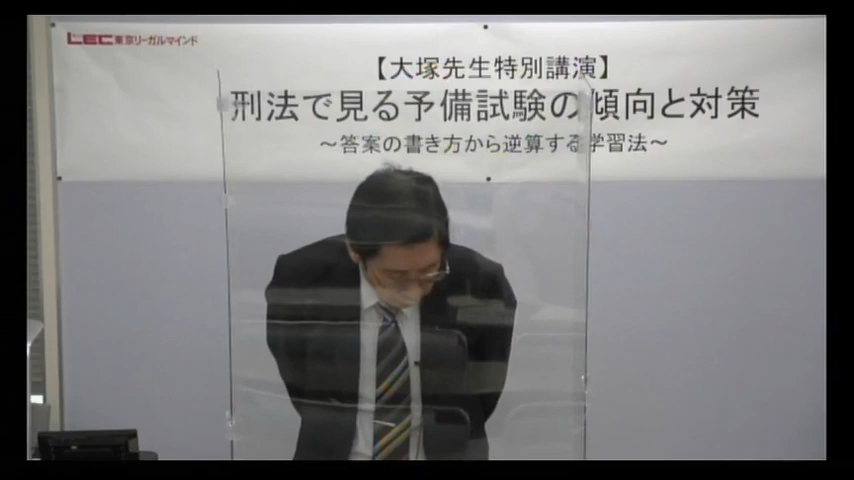 LEC東京リーガルマインド
【大塚先生特別講演】
刑法で見る予備試験の傾向と対策
～答案の書き方から逆算する学習法～